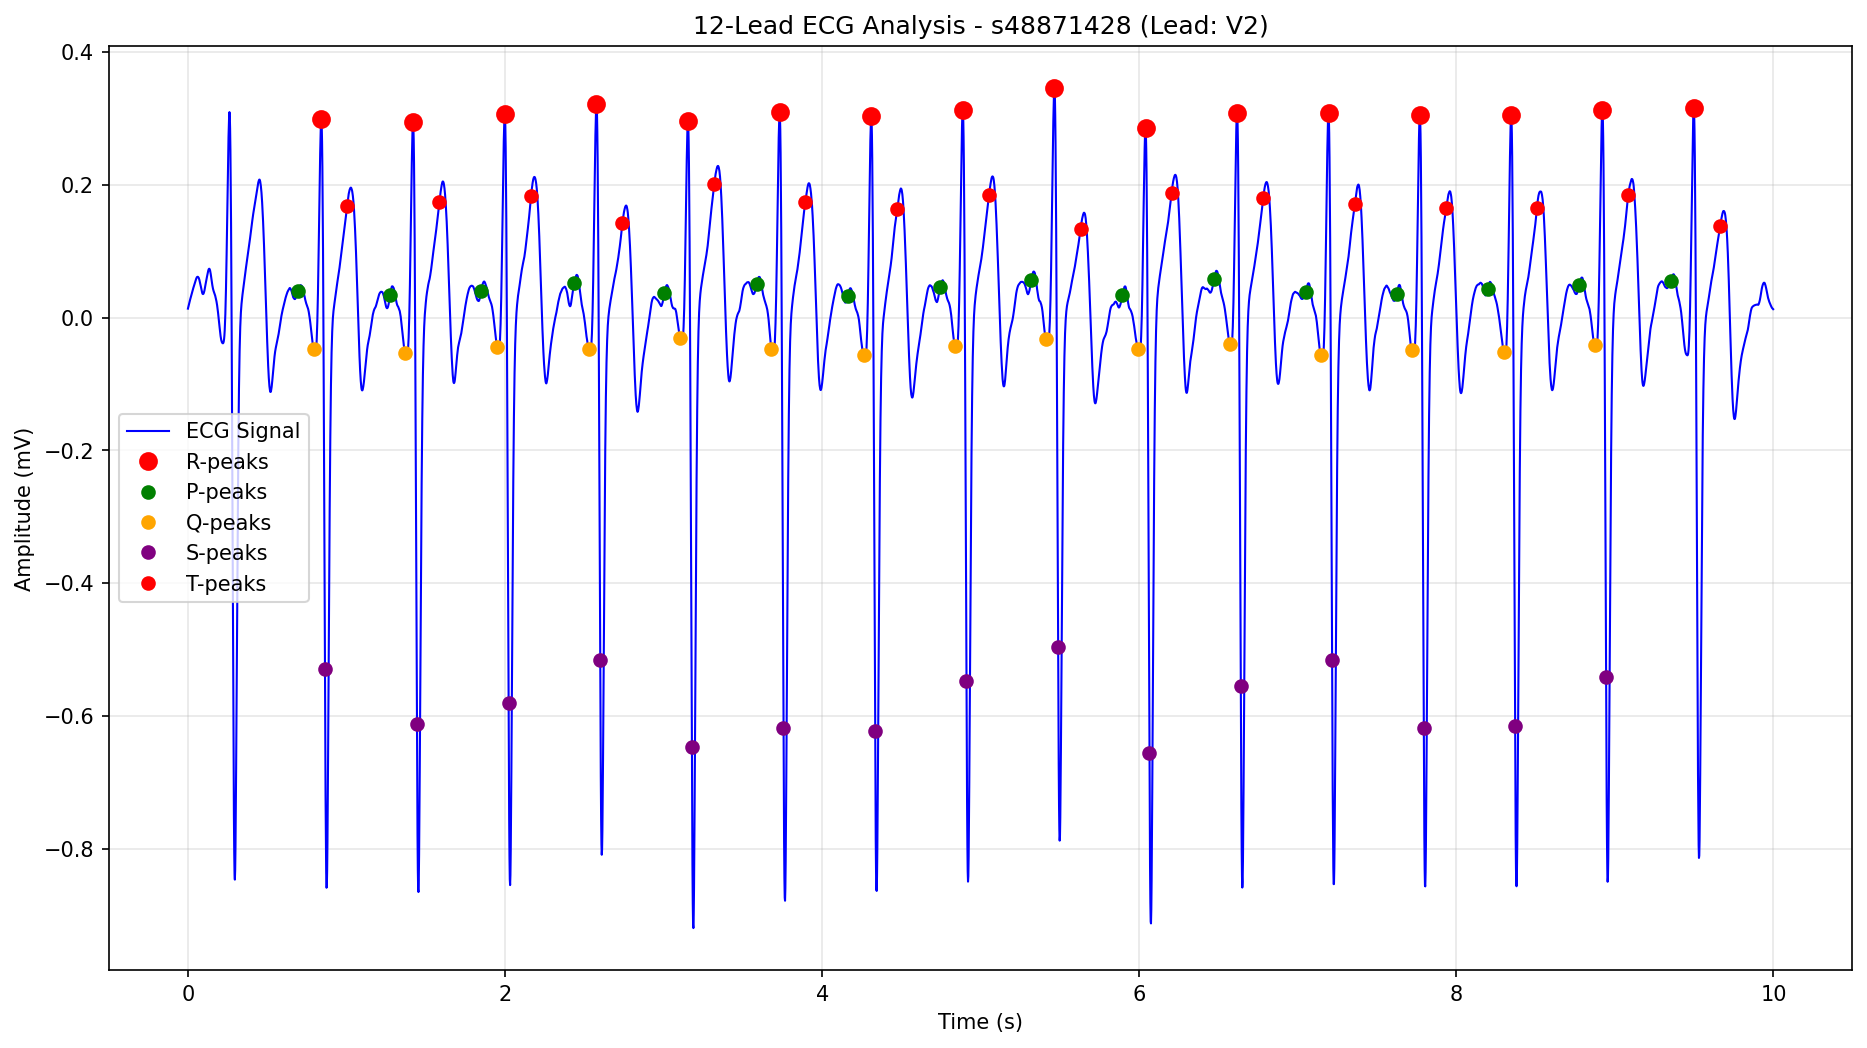 12-Lead ECG Analysis - s48871428 (Lead: V2)
Amplitude (mV)
0.4
0.2
0.0
−0.2
−0.4
−0.6
−0.8
ECG Signal
R-peaks
P-peaks
Q-peaks
S-peaks
T-peaks
0 2 4 6 8 10
Time (s)